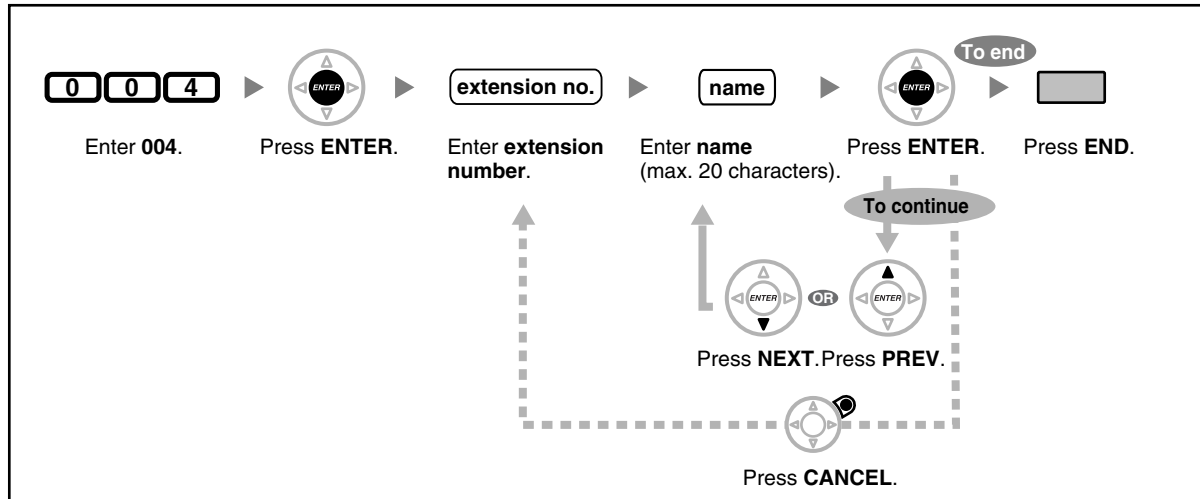 To end
0 0 4 ENTER extension no. name ENTER
Enter 004. Press ENTER. Enter extension number. Enter name (max. 20 characters). Press ENTER. Press END.
To continue
ENTER OR ENTER
Press NEXT. Press PREV.
Press CANCEL.